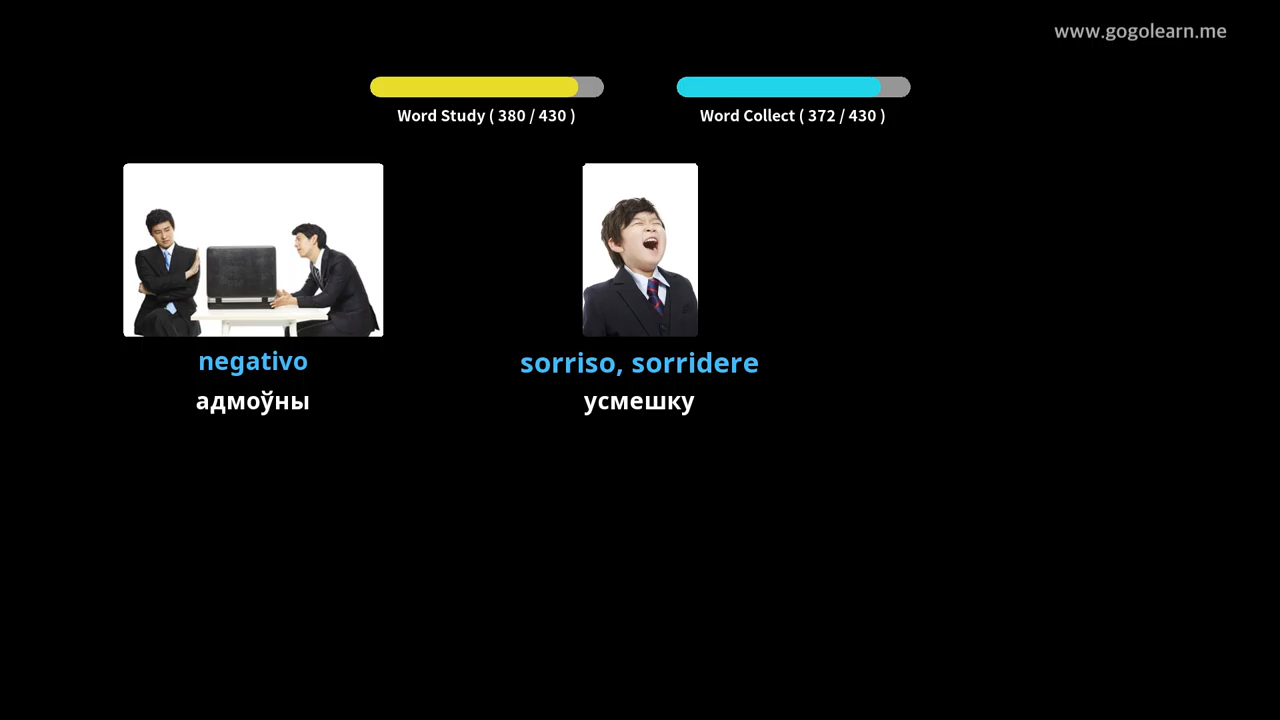 www.gogolearn.me
Word Study ( 380 / 430 )
Word Collect ( 372 / 430 )
negativo
адмоўны
sorriso, sorridere
усмешку